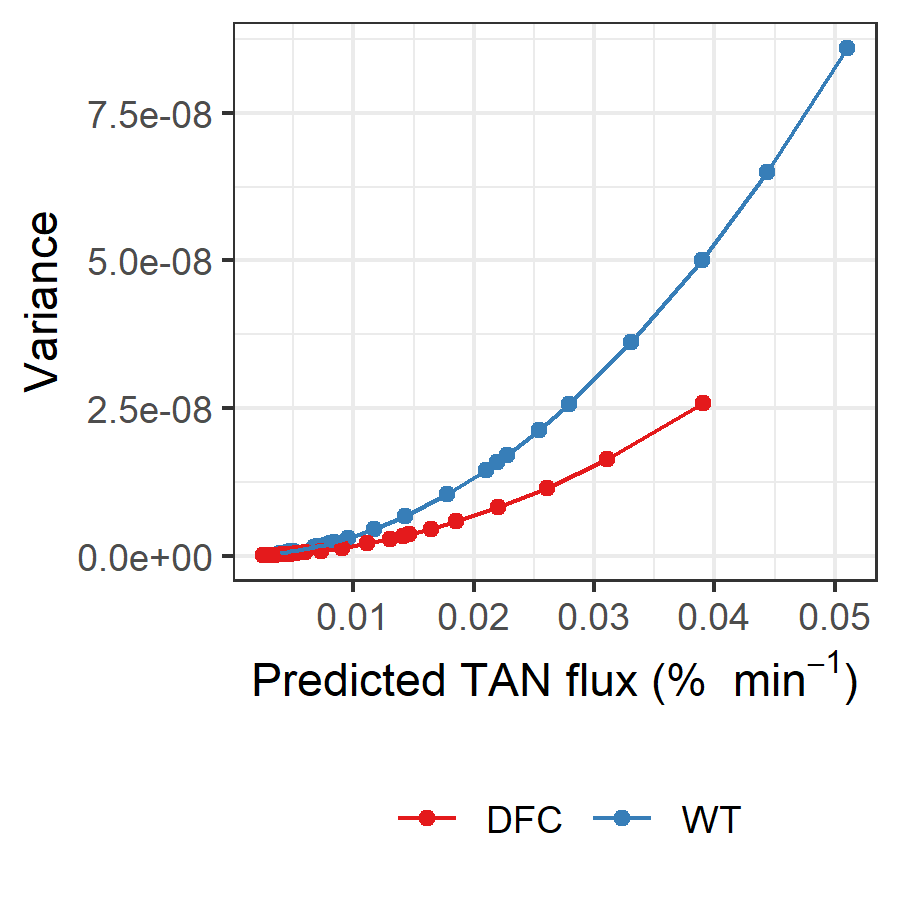 Variance
7.5e-08
5.0e-08
2.5e-08
0.0e+00
0.01 0.02 0.03 0.04 0.05
Predicted TAN flux (% min⁻¹)
DFC WT